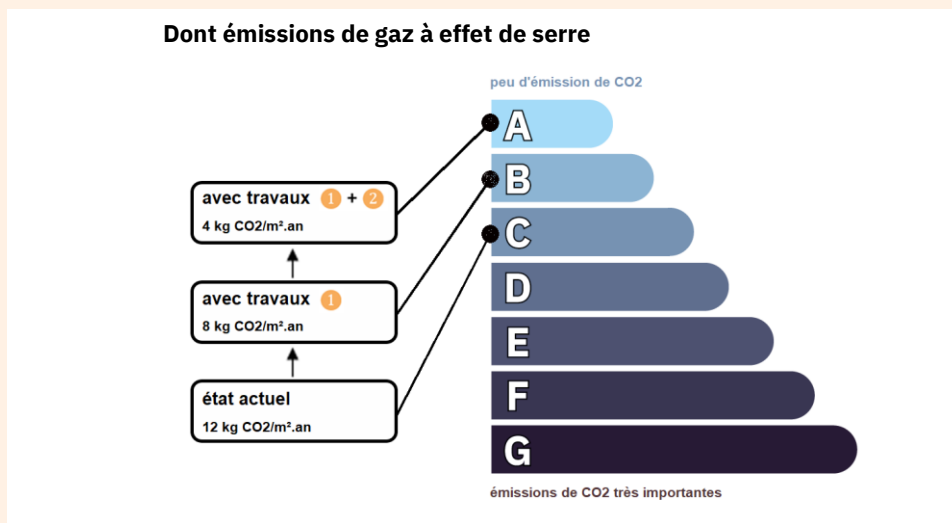 Dont émissions de gaz à effet de serre
peu d'émission de CO2
A
B
avec travaux 1 + 2
4 kg CO2/m².an
C
D
avec travaux 1
8 kg CO2/m².an
E
état actuel
12 kg CO2/m².an
F
G
émissions de CO2 très importantes